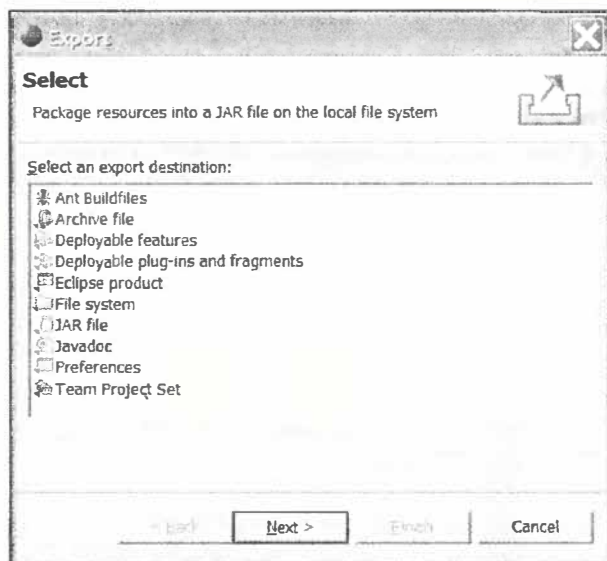 Export
Select
Package resources into a JAR file on the local file system
Select an export destination:
Ant Buildfiles
Archive file
Deployable features
Deployable plug-ins and fragments
Eclipse product
File system
JAR file
Javadoc
Preferences
Team Project Set
< Back Next > Finish Cancel